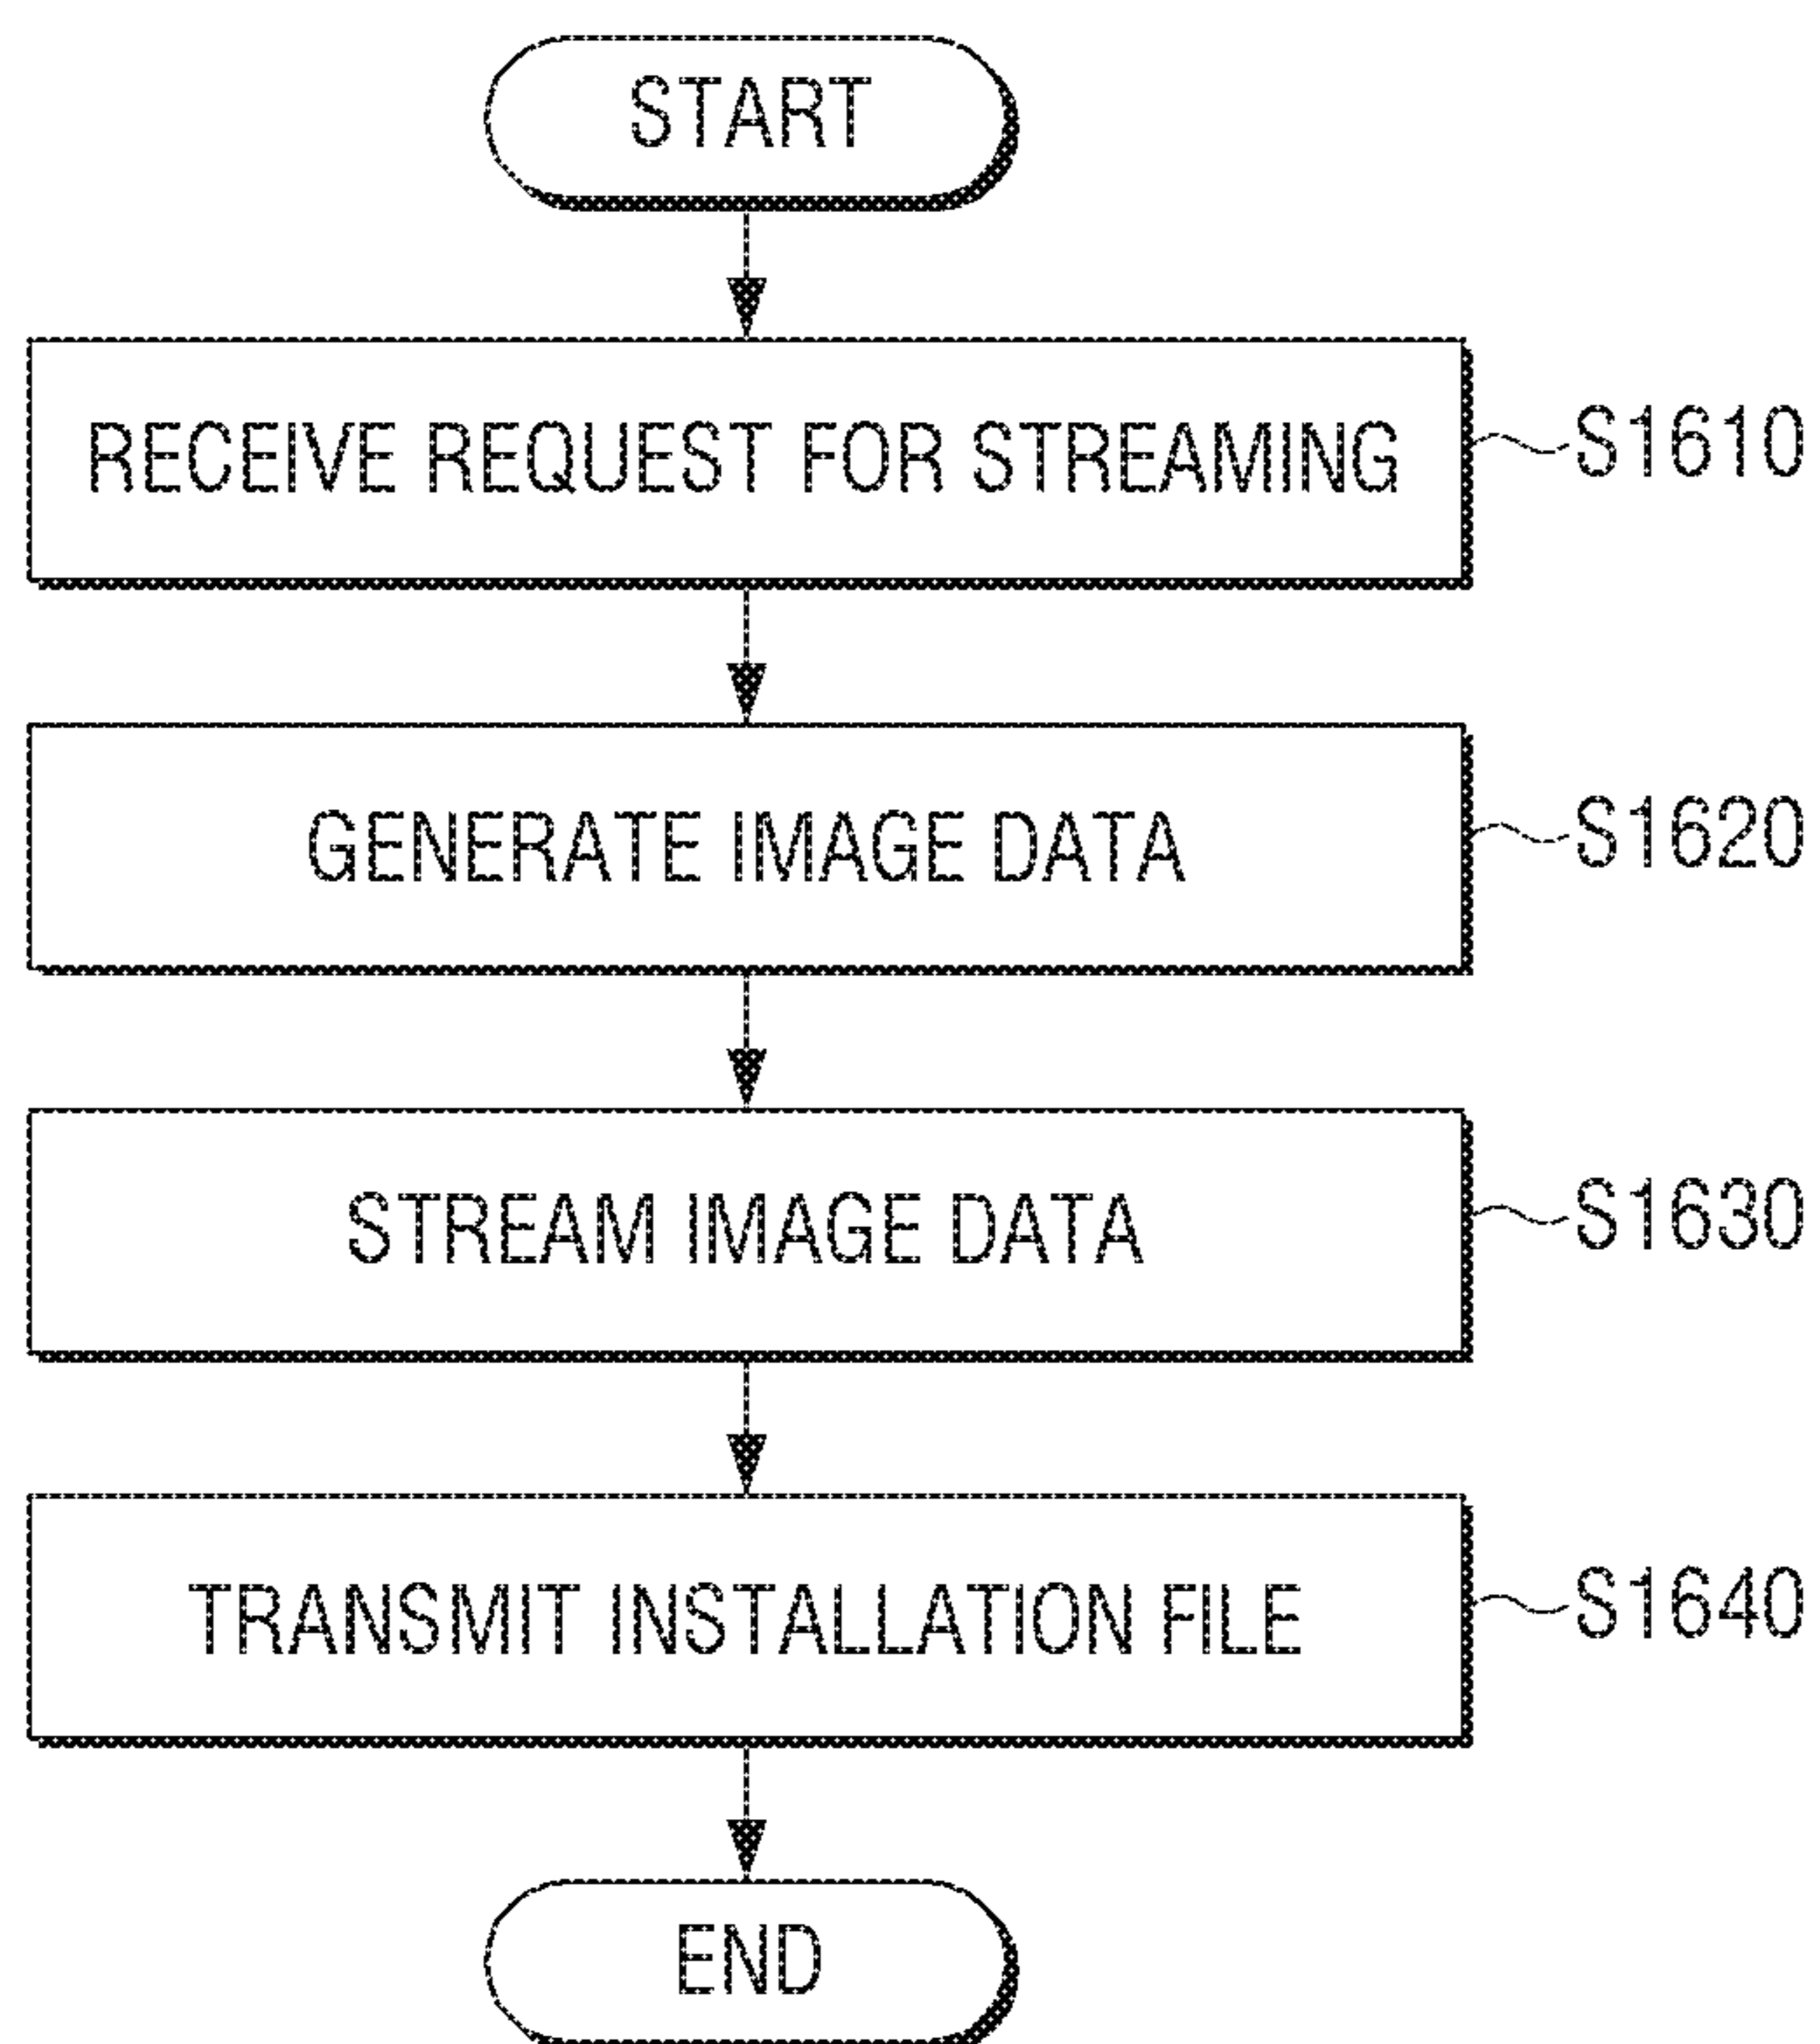 START
RECEIVE REQUEST FOR STREAMING
S1610
GENERATE IMAGE DATA
S1620
STREAM IMAGE DATA
S1630
TRANSMIT INSTALLATION FILE
S1640
END